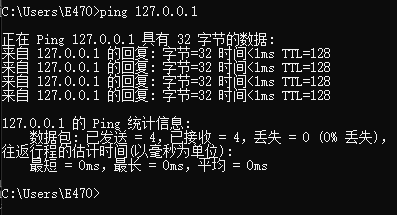 C:\Users\E470>ping 127.0.0.1
正在 Ping 127.0.0.1 具有 32 字节的数据:
来自 127.0.0.1 的回复: 字节=32 时间<1ms TTL=128
来自 127.0.0.1 的回复: 字节=32 时间<1ms TTL=128
来自 127.0.0.1 的回复: 字节=32 时间<1ms TTL=128
来自 127.0.0.1 的回复: 字节=32 时间<1ms TTL=128
127.0.0.1 的 Ping 统计信息:
数据包: 已发送 = 4，已接收 = 4，丢失 = 0 (0% 丢失)，
往返行程的估计时间(以毫秒为单位):
最短 = 0ms，最长 = 0ms，平均 = 0ms
C:\Users\E470>